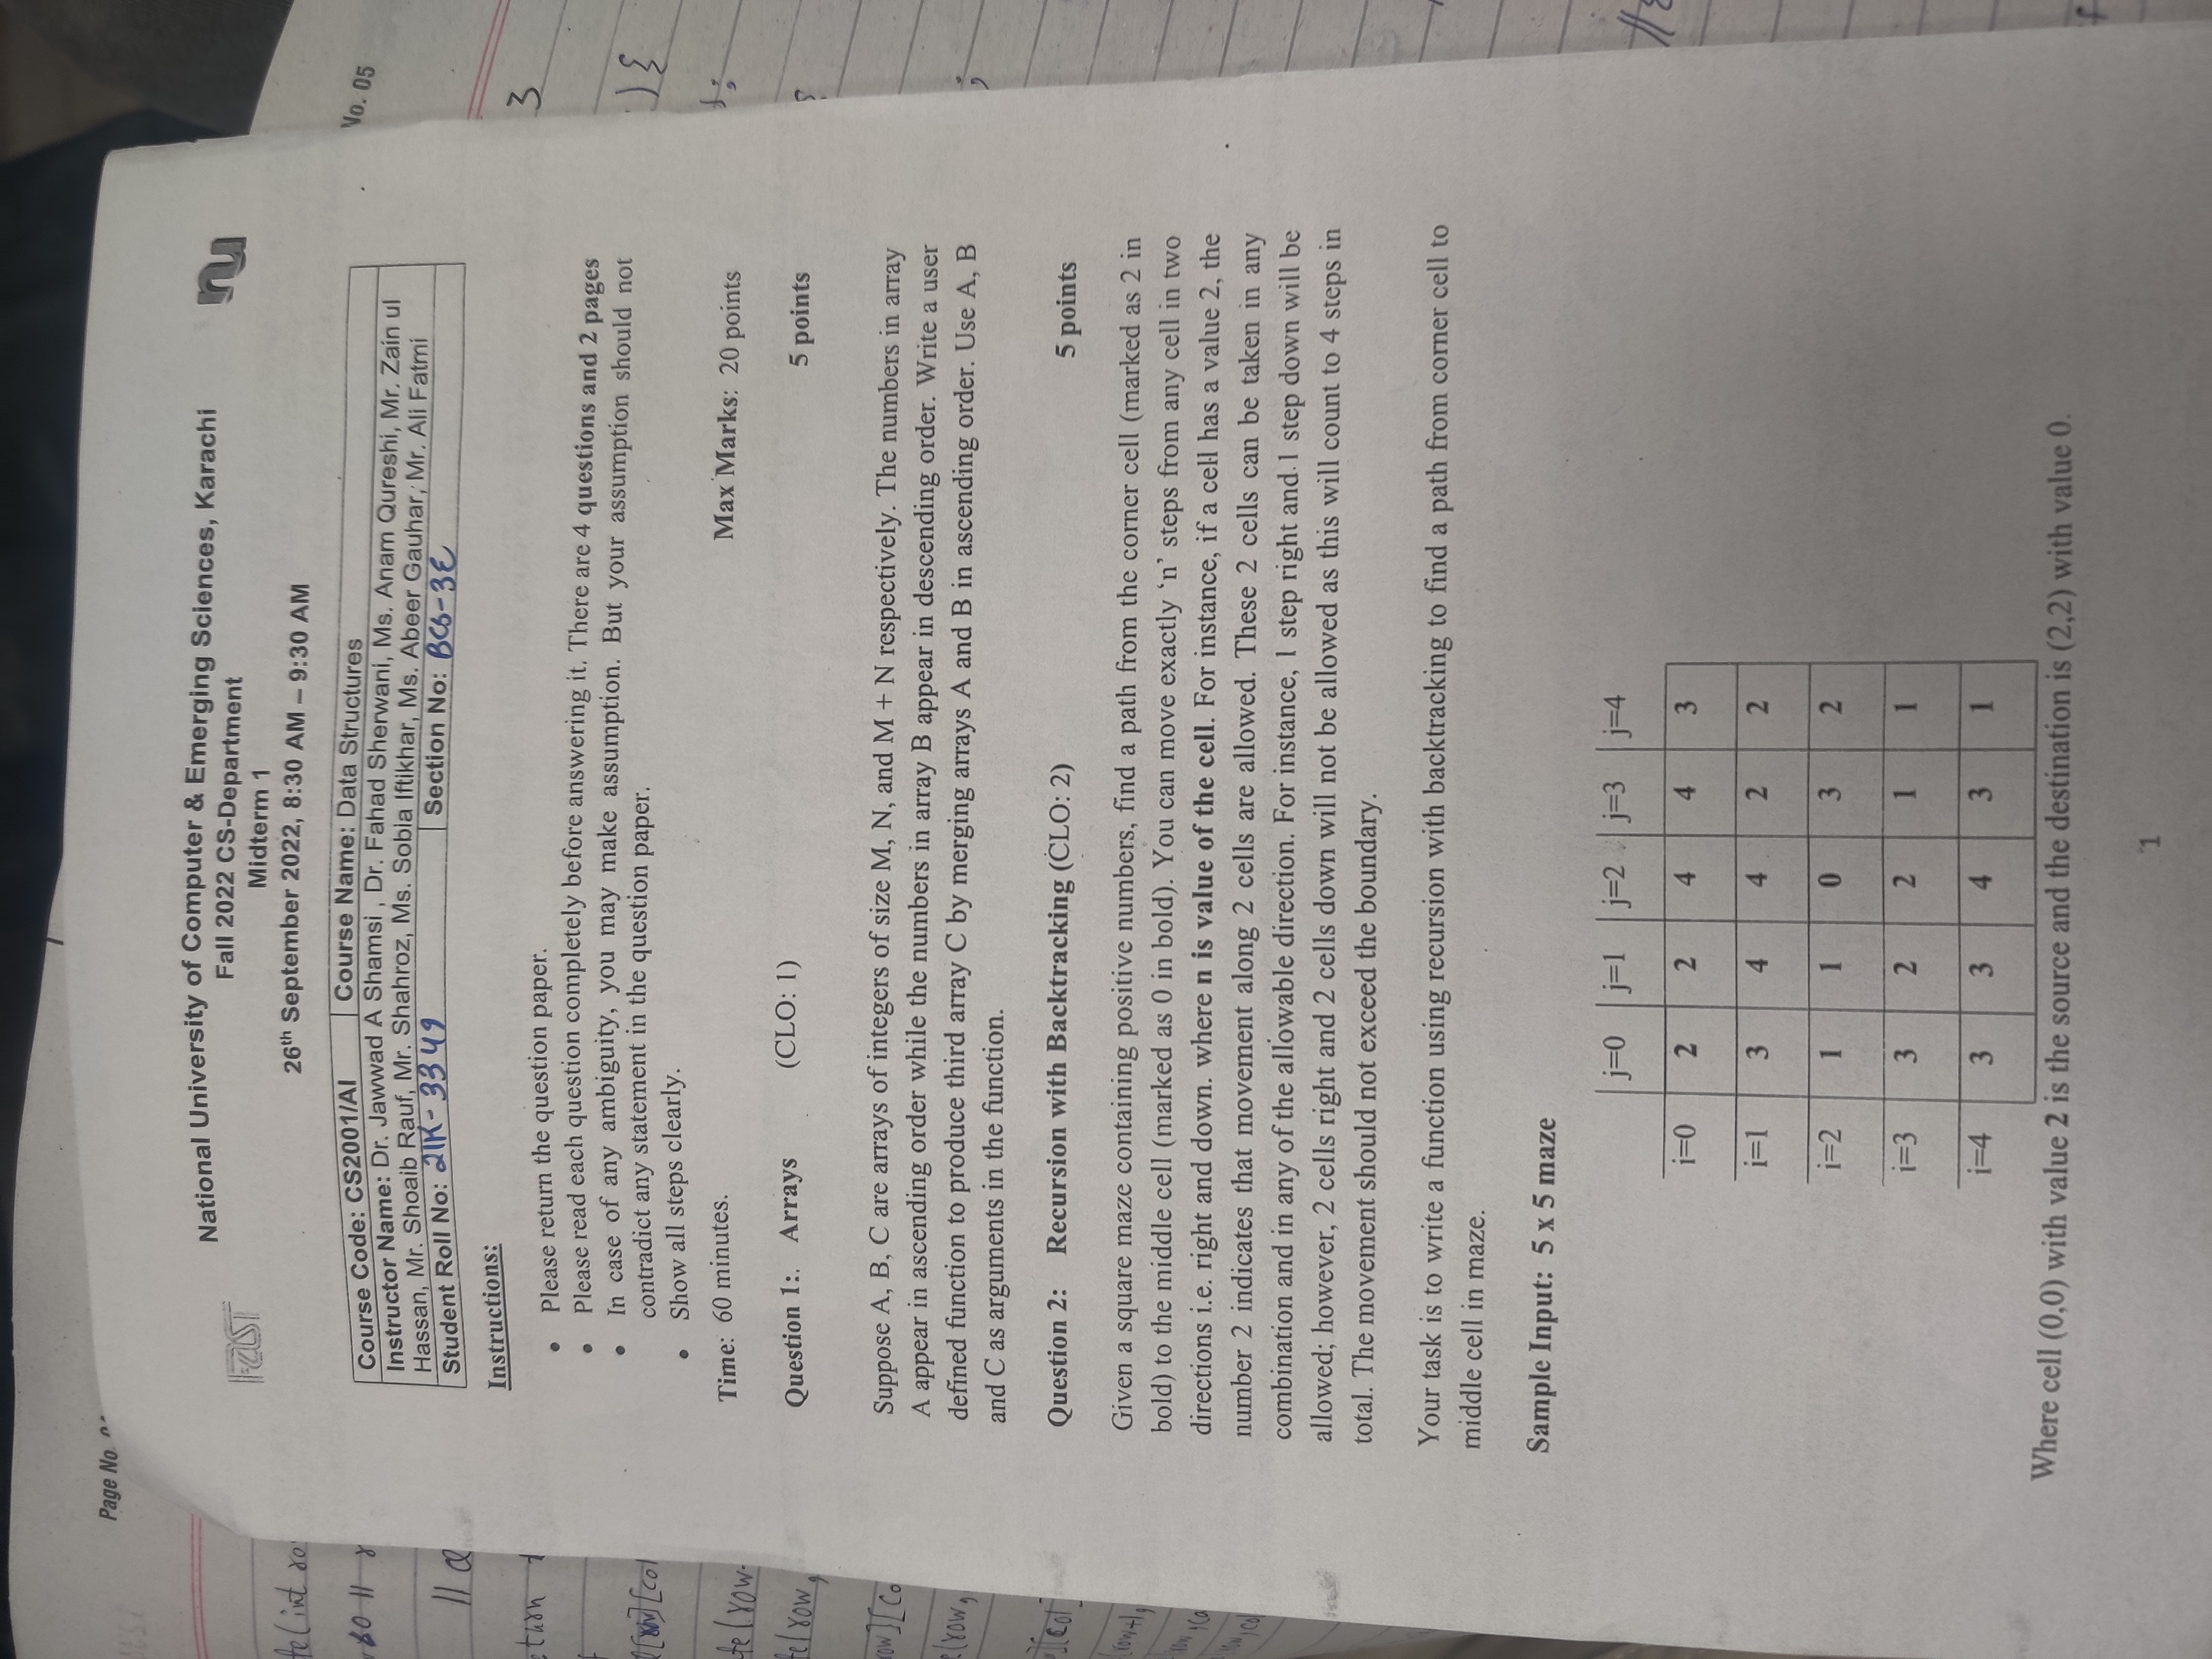 Page No.
National University of Computer & Emerging Sciences, Karachi
FAST
nu
Fall 2022 CS-Department
Midterm 1
26th September 2022, 8:30 AM – 9:30 AM
Course Code: CS2001/AI Course Name: Data Structures
Instructor Name: Dr. Jawwad A Shamsi , Dr. Fahad Sherwani, Ms. Anam Qureshi, Mr. Zain ul
Hassan, Mr. Shoaib Rauf, Mr. Shahroz, Ms. Sobia Iftikhar, Ms. Abeer Gauhar, Mr. Ali Fatmi
Student Roll No: 21K-3349 Section No: BCS-3E
Instructions:
• Please return the question paper.
• Please read each question completely before answering it. There are 4 questions and 2 pages
• In case of any ambiguity, you may make assumption. But your assumption should not
contradict any statement in the question paper.
• Show all steps clearly.
Time: 60 minutes. Max Marks: 20 points
Question 1:. Arrays (CLO: 1) 5 points
Suppose A, B, C are arrays of integers of size M, N, and M + N respectively. The numbers in array
A appear in ascending order while the numbers in array B appear in descending order. Write a user
defined function to produce third array C by merging arrays A and B in ascending order. Use A, B
and C as arguments in the function.
Question 2: Recursion with Backtracking (CLO: 2) 5 points
Given a square maze containing positive numbers, find a path from the corner cell (marked as 2 in
bold) to the middle cell (marked as 0 in bold). You can move exactly ‘n’ steps from any cell in two
directions i.e. right and down. where n is value of the cell. For instance, if a cell has a value 2, the
number 2 indicates that movement along 2 cells are allowed. These 2 cells can be taken in any
combination and in any of the allowable direction. For instance, 1 step right and 1 step down will be
allowed; however, 2 cells right and 2 cells down will not be allowed as this will count to 4 steps in
total. The movement should not exceed the boundary.
Your task is to write a function using recursion with backtracking to find a path from corner cell to
middle cell in maze.
Sample Input: 5 x 5 maze
j=0 j=1 j=2 j=3 j=4
i=0 2 2 4 4 3
i=1 3 4 4 2 2
i=2 1 1 0 3 2
i=3 3 2 2 1 1
i=4 3 3 4 3 1
Where cell (0,0) with value 2 is the source and the destination is (2,2) with value 0.
1
No. 05
3